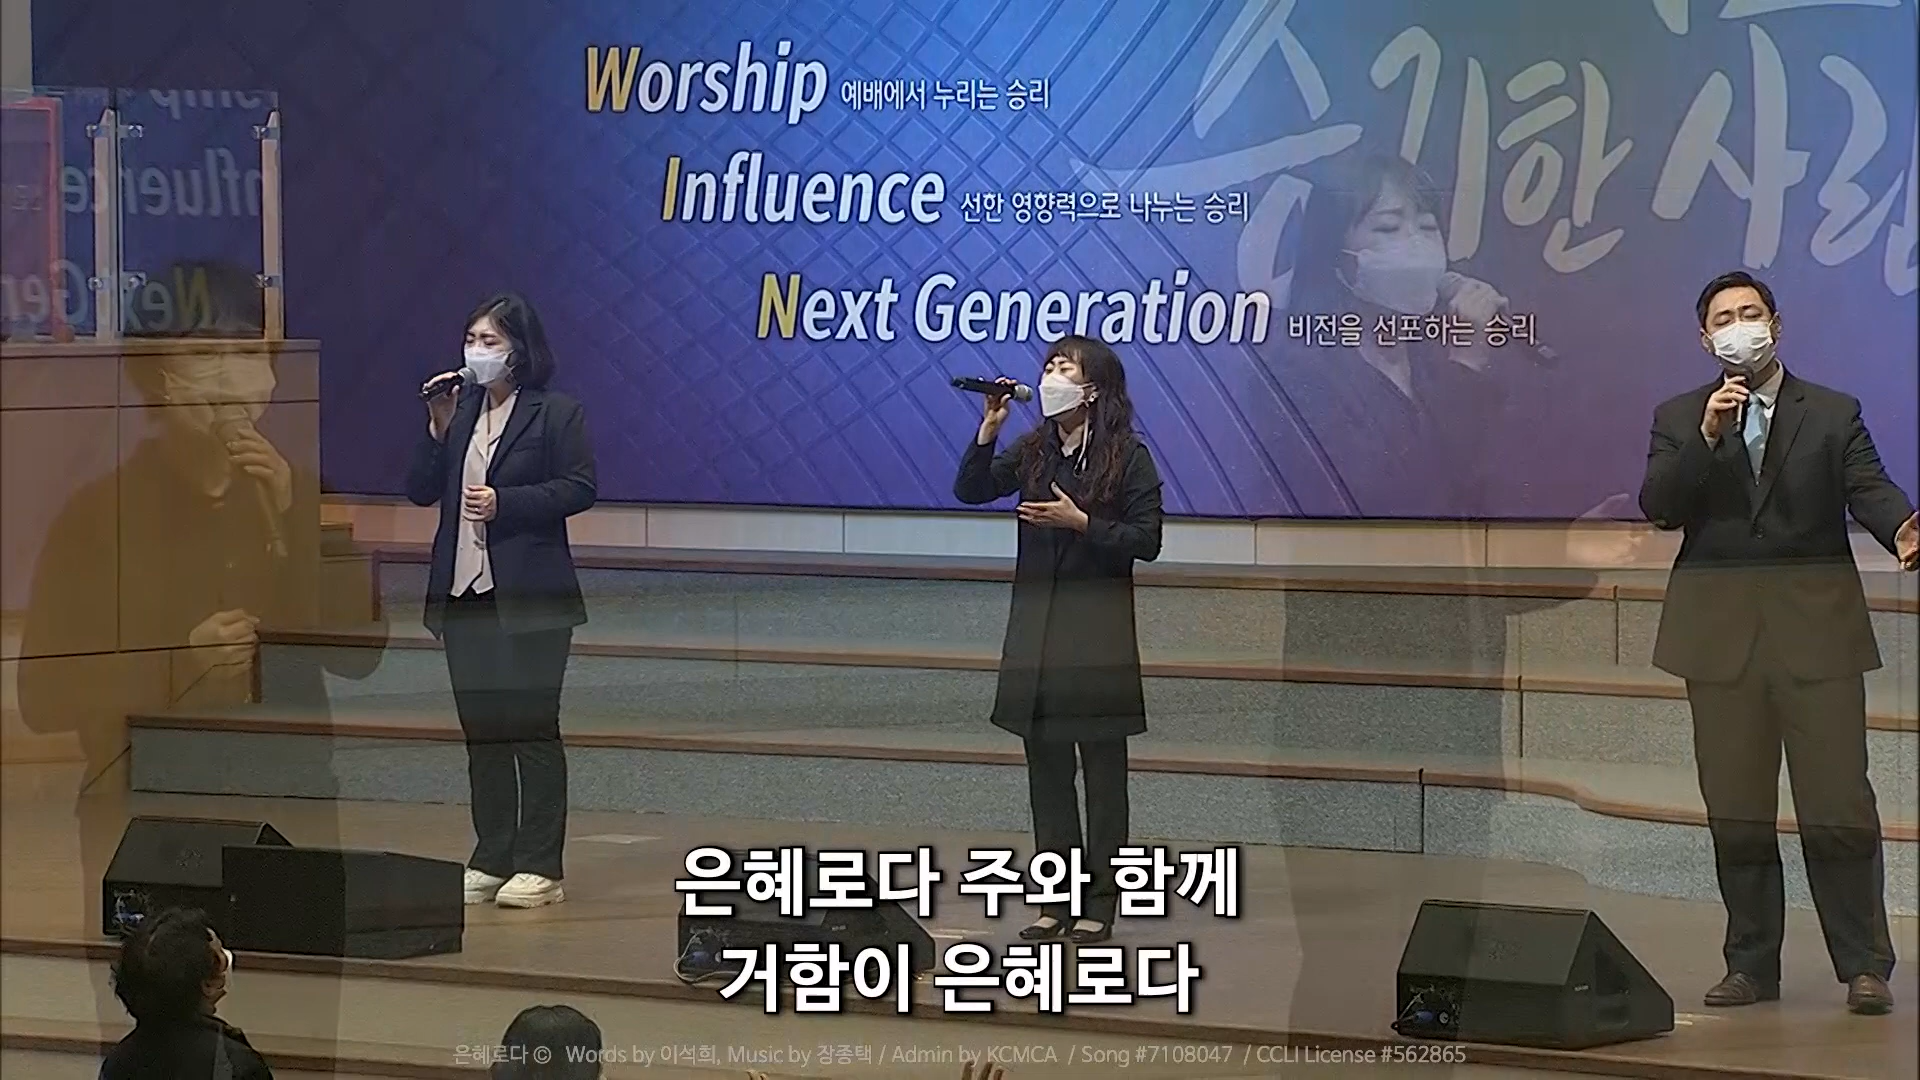 Worship 예배에서 누리는 승리
기한 사
Influence 선한 영향력으로 나누는 승리
Next Generation 비전을 선포하는 승리
은혜로다 주와 함께
거함이 은혜로다
은혜로다 © Words by 이석희, Music by 장종택 / Admin by KCMCA / Song #7108047 / CCLI License #562865